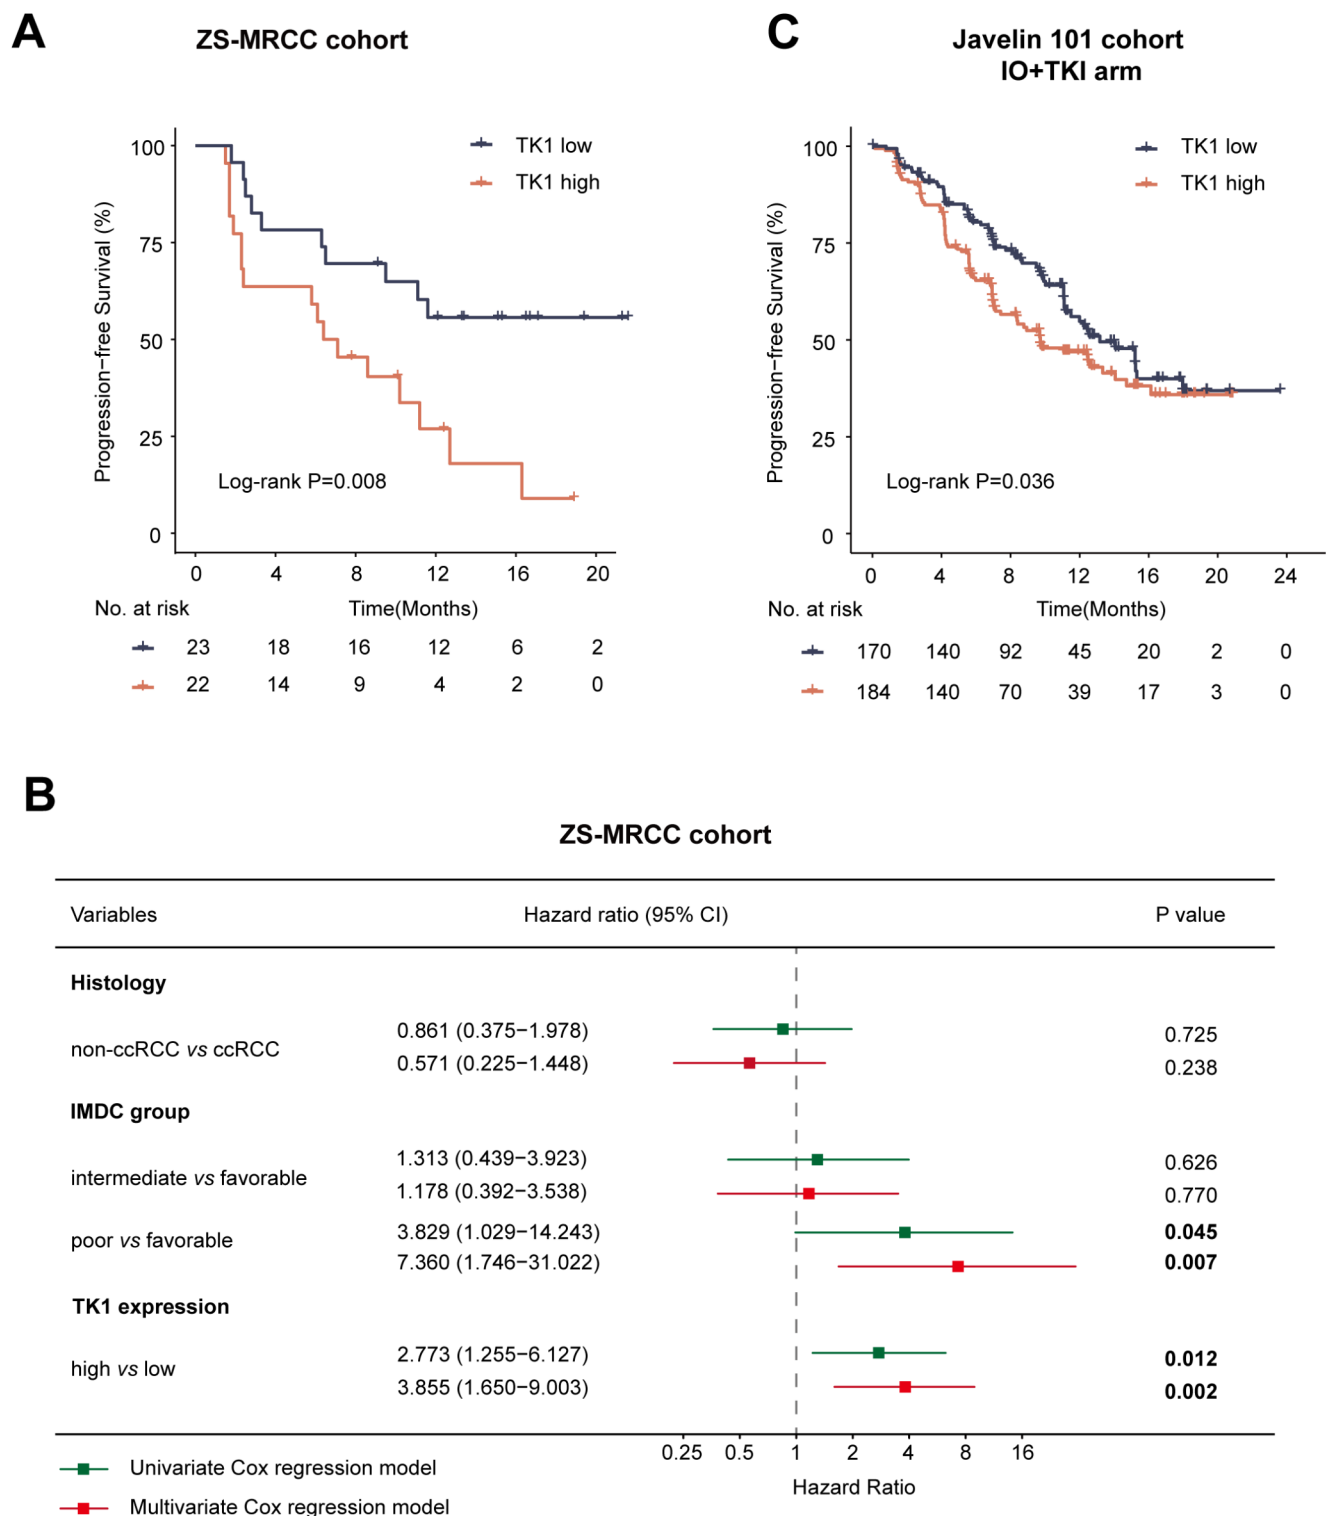 A
ZS-MRCC cohort
TK1 low
TK1 high
100
75
50
25
0
Progression−free Survival (%)
Log-rank P=0.008
0 4 8 12 16 20
No. at risk Time(Months)
23 18 16 12 6 2
22 14 9 4 2 0
C
Javelin 101 cohort
IO+TKI arm
TK1 low
TK1 high
100
75
50
25
0
Progression−free Survival (%)
Log-rank P=0.036
0 4 8 12 16 20 24
No. at risk Time(Months)
170 140 92 45 20 2 0
184 140 70 39 17 3 0
B
ZS-MRCC cohort
Variables Hazard ratio (95% CI) P value
Histology
non-ccRCC vs ccRCC
0.861 (0.375−1.978) 0.725
0.571 (0.225−1.448) 0.238
IMDC group
intermediate vs favorable
1.313 (0.439−3.923) 0.626
1.178 (0.392−3.538) 0.770
poor vs favorable
3.829 (1.029−14.243) 0.045
7.360 (1.746−31.022) 0.007
TK1 expression
high vs low
2.773 (1.255−6.127) 0.012
3.855 (1.650−9.003) 0.002
0.25 0.5 1 2 4 8 16
Hazard Ratio
Univariate Cox regression model
Multivariate Cox regression model